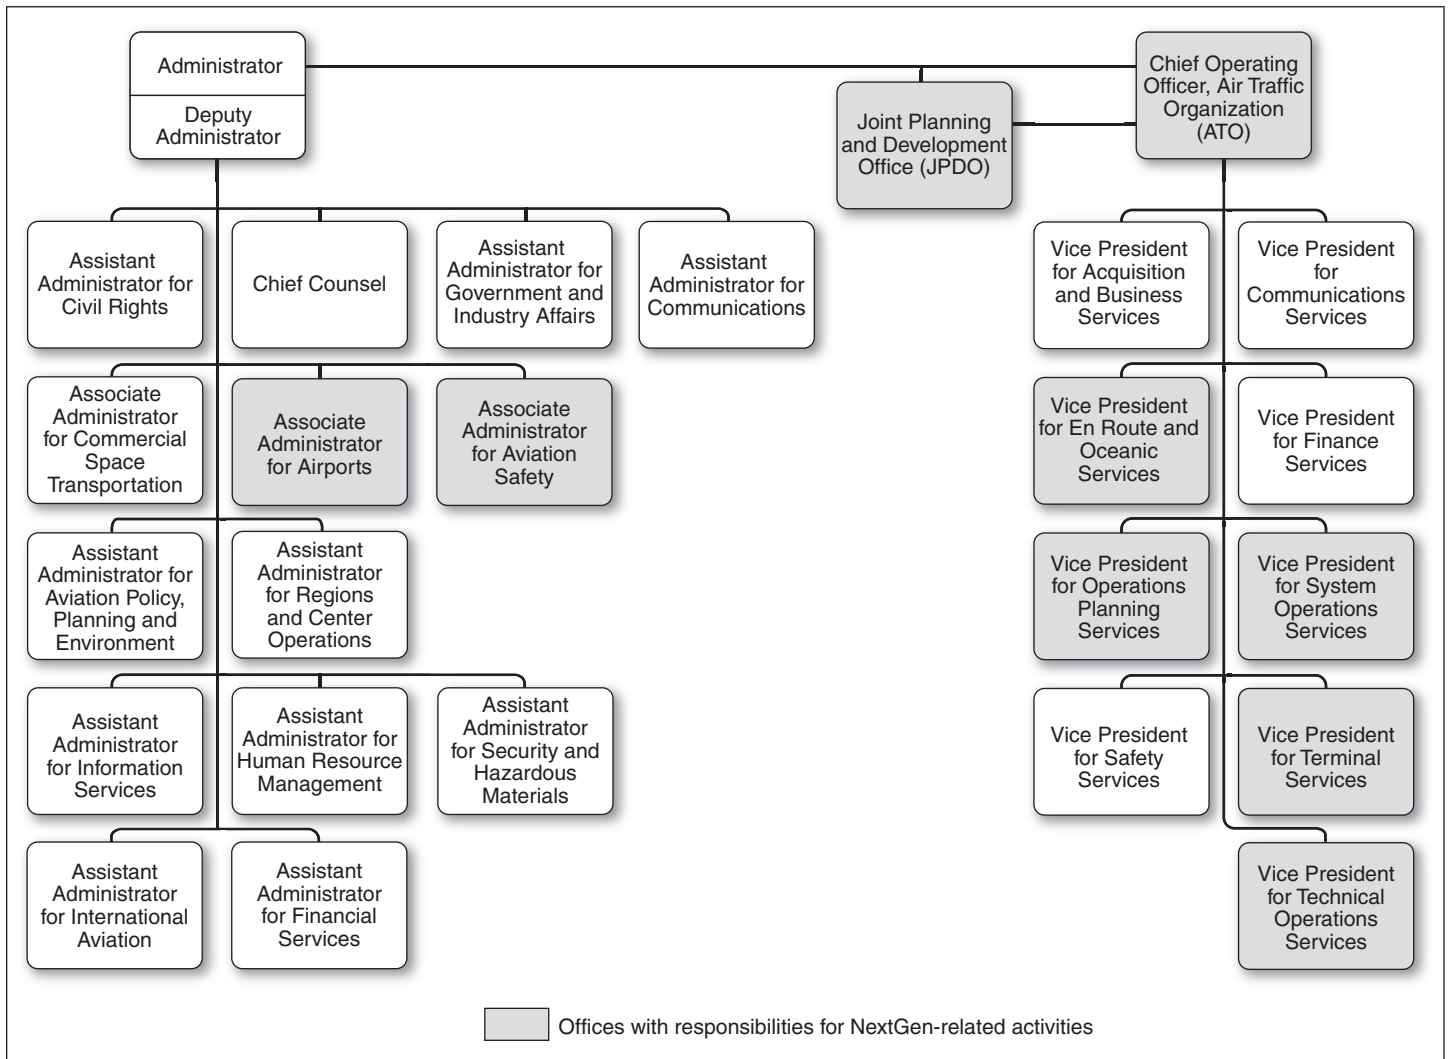 Administrator
Deputy
Administrator
Joint Planning
and Development
Office (JPDO)
Chief Operating
Officer, Air Traffic
Organization
(ATO)
Assistant
Administrator for
Civil Rights
Chief Counsel
Assistant
Administrator for
Government and
Industry Affairs
Assistant
Administrator for
Communications
Vice President
for Acquisition
and Business
Services
Vice President
for
Communications
Services
Associate
Administrator
for Commercial
Space
Transportation
Associate
Administrator
for Airports
Associate
Administrator
for Aviation
Safety
Vice President
for En Route and
Oceanic
Services
Vice President
for Finance
Services
Assistant
Administrator for
Aviation Policy,
Planning and
Environment
Assistant
Administrator
for Regions
and Center
Operations
Vice President
for Operations
Planning
Services
Vice President
for System
Operations
Services
Assistant
Administrator
for Information
Services
Assistant
Administrator for
Human Resource
Management
Assistant
Administrator
for Security and
Hazardous
Materials
Vice President
for Safety
Services
Vice President
for Terminal
Services
Assistant
Administrator
for International
Aviation
Assistant
Administrator
for Financial
Services
Vice President
for Technical
Operations
Services
Offices with responsibilities for NextGen-related activities